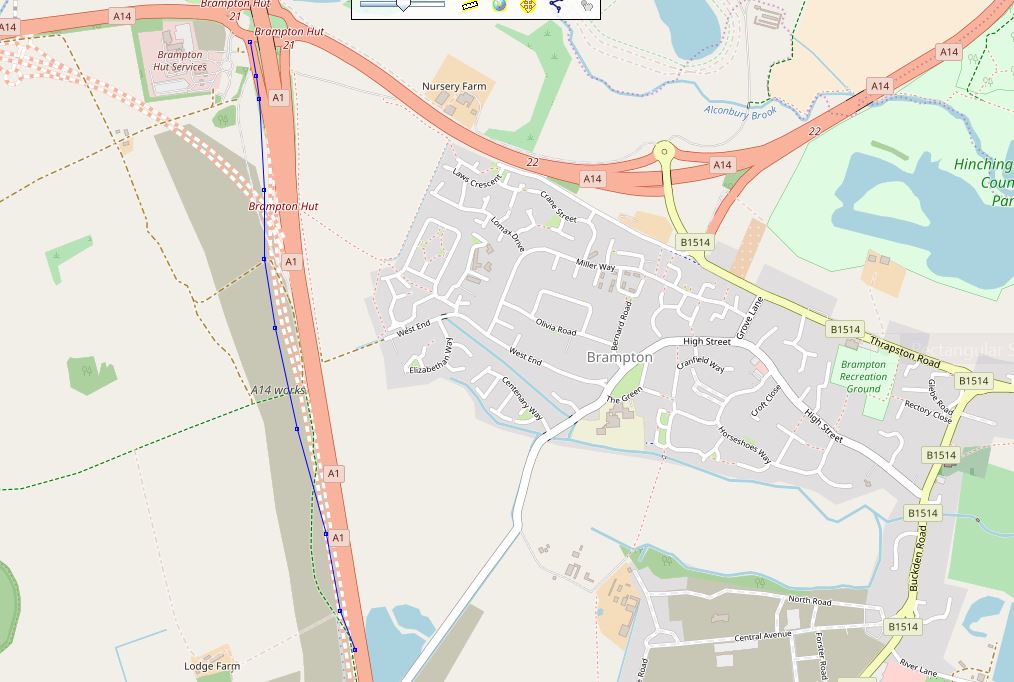 Brampton Hut
21
A14
A14
Brampton Hut
21
Brampton
Hut Services
A1
Nursery Farm
A14
A14
Alconbury Brook
22
22
A14
A14
Hinching
Coun
Par
Laws Crescent
Crane Street
Brampton Hut
Lomax Drive
B1514
A1
Miller Way
Grove Lane
West End
Olivia Road
Bernard Road
B1514
Thrapston Road
High Street
Elizabeth Way
West End
Brampton
Cranfield Way
Brampton
Recreation
Ground
B1514
A14 works
Centenary Way
The Green
Croft Close
Glebe Road
Rectory Close
High Street
Horseshoes Way
B1514
A1
B1514
A1
Buckden Road
North Road
B1514
Central Avenue
Forster Road
e Road
River Lane
Lodge Farm